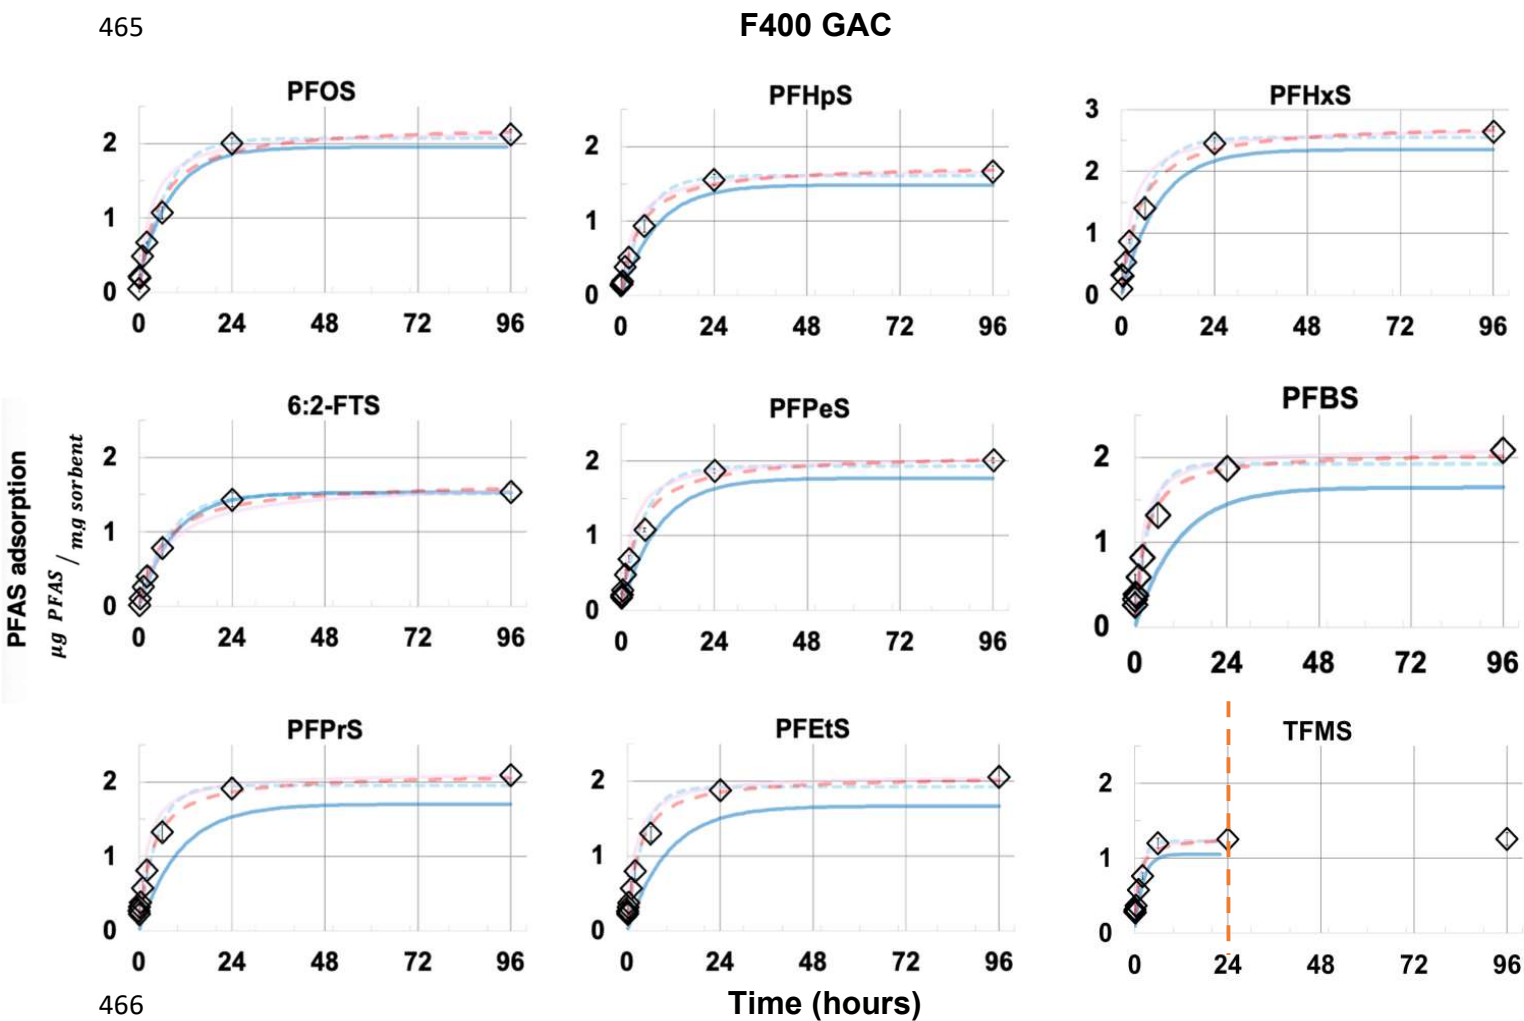 465
F400 GAC
PFOS
2
1
0
0 24 48 72 96
PFHpS
2
1
0
0 24 48 72 96
PFHxS
3
2
1
0
0 24 48 72 96
PFAS adsorption
µg PFAS / mg sorbent
6:2-FTS
2
1
0
0 24 48 72 96
PFPeS
2
1
0
0 24 48 72 96
PFBS
2
1
0
0 24 48 72 96
PFPrS
2
1
0
0 24 48 72 96
PFEtS
2
1
0
0 24 48 72 96
TFMS
2
1
0
0 24 48 72 96
466
Time (hours)